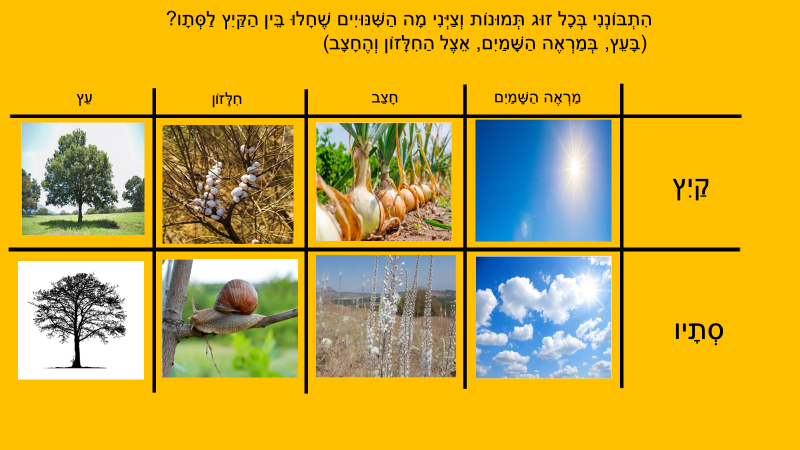 הִתְבּוֹנְנִי בְּכָל זוּג תְּמוּנוֹת וְצַיְּנִי מָה הַשִּׁנּוּיִים שֶׁחָלוּ בֵּין הַקַּיִץ לַסְּתָו?
(בָּעֵץ, בְּמַרְאֶה הַשָּׁמַיִם, אֵצֶל הַחִלָּזוֹן וְהֶחָצָב)
מַרְאֶה הַשָּׁמַיִם חָצַב חִלָּזוֹן עֵץ
קַיִץ
סְתָיו